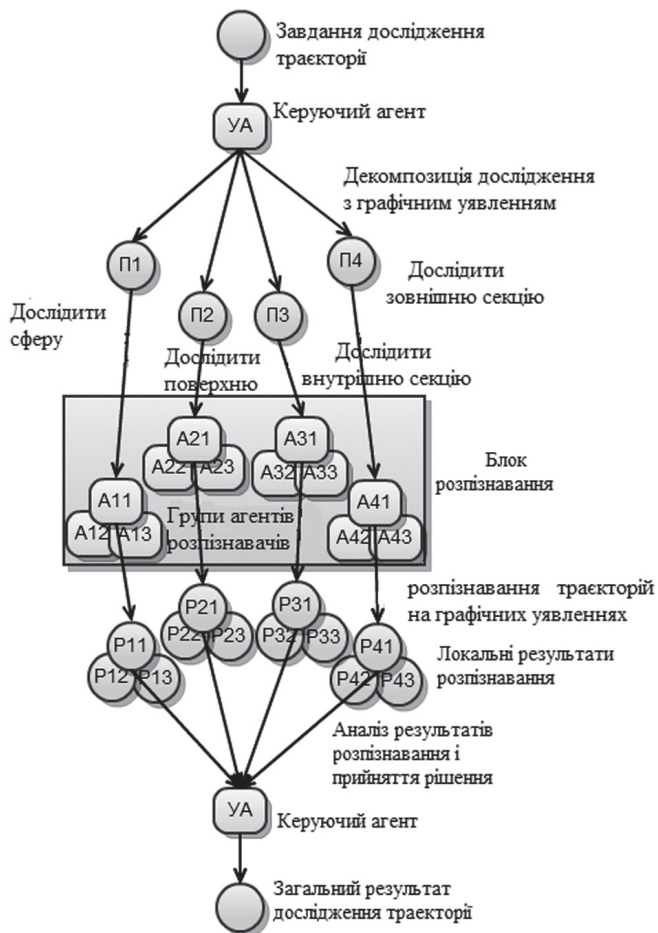 Завдання дослідження
траєкторії
УА
Керуючий агент
Декомпозиція дослідження
з графічним уявленням
П1
П4
Дослідити
зовнішню секцію
Дослідити
сферу
П2
П3
Дослідити
поверхню
Дослідити
внутрішню секцію
А21
А22 А23
А31
А32 А33
Блок
розпізнавання
А11
А12 А13
А41
А42 А43
Групи агентів
розпізнавачів
розпізнавання траєкторій
на графічних уявленнях
Р21
Р22 Р23
Р31
Р32 Р33
Р11
Р12 Р13
Р41
Р42 Р43
Локальні результати
розпізнавання
Аналіз результатів
розпізнавання і
прийняття рішення
УА
Керуючий агент
Загальний результат
дослідження траекторії